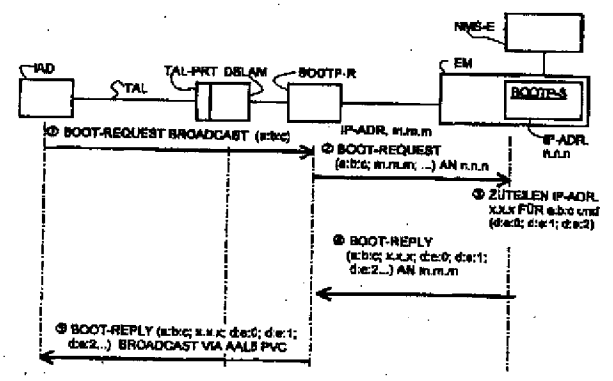 NMS-E
IAD
TAL
TAL-PRT DSLAM
BOOTP-R
EM
BOOTP-S
IP-ADR. m.m.m
IP-ADR.
n.n.n
① BOOT-REQUEST BROADCAST (a:b:c)
② BOOT-REQUEST
(a:b:c; m.m.m; ...) AN n.n.n
③ ZUTEILEN IP-ADR.
x.x.x FÜR a:b:c und
(d:e:0; d:e:1; d:e:2)
④ BOOT-REPLY
(a:b:c; x.x.x; d:e:0; d:e:1;
d:e:2...) AN m.m.m
⑤ BOOT-REPLY (a:b:c; x.x.x; d:e:0; d:e:1;
d:e:2...) BROADCAST VIA AAL5 PVC